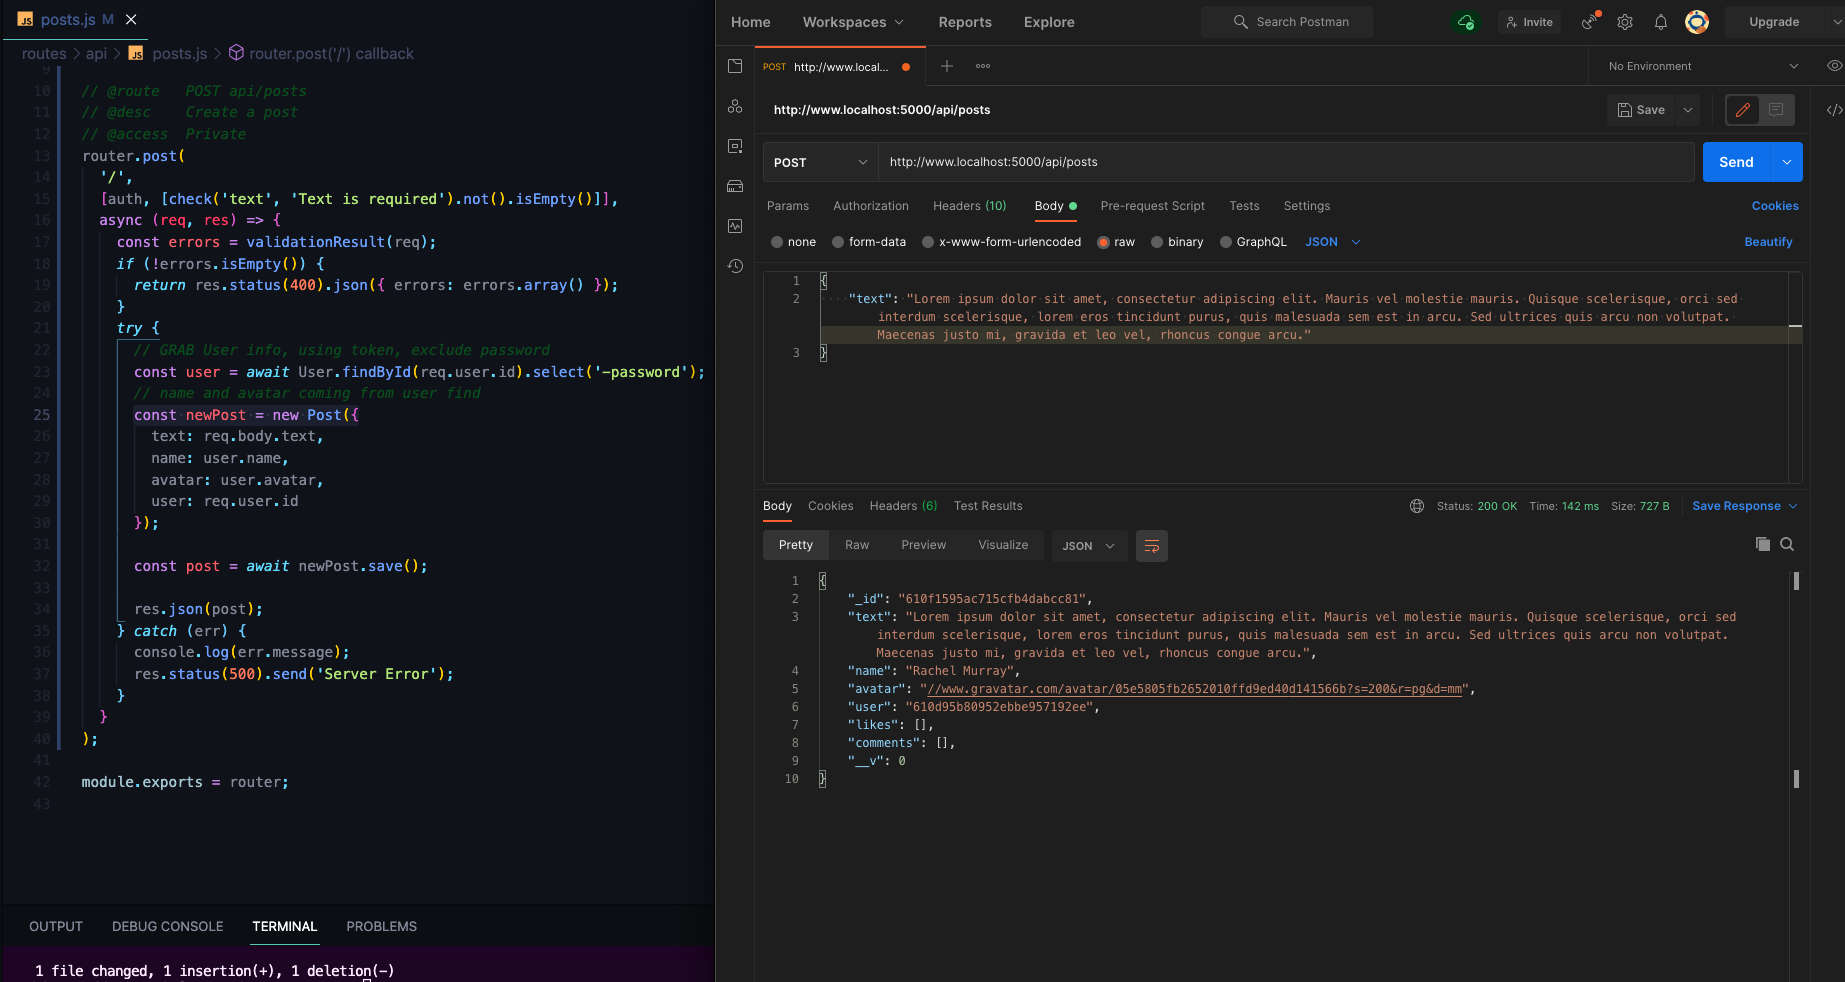 JS posts.js M
routes > api > JS posts.js > router.post('/') callback
9
10 // @route   POST api/posts
11 // @desc    Create a post
12 // @access  Private
13 router.post(
14   '/',
15   [auth, [check('text', 'Text is required').not().isEmpty()]],
16   async (req, res) => {
17     const errors = validationResult(req);
18     if (!errors.isEmpty()) {
19       return res.status(400).json({ errors: errors.array() });
20     }
21     try {
22       // GRAB User info, using token, exclude password
23       const user = await User.findById(req.user.id).select('-password');
24       // name and avatar coming from user find
25       const newPost = new Post({
26         text: req.body.text,
27         name: user.name,
28         avatar: user.avatar,
29         user: req.user.id
30       });
31
32       const post = await newPost.save();
33
34       res.json(post);
35     } catch (err) {
36       console.log(err.message);
37       res.status(500).send('Server Error');
38     }
39   }
40 );
41
42 module.exports = router;
43
OUTPUT DEBUG CONSOLE TERMINAL PROBLEMS
1 file changed, 1 insertion(+), 1 deletion(-)
Home Workspaces Reports Explore Search Postman Invite Upgrade
POST http://www.local... No Environment
http://www.localhost:5000/api/posts Save
POST http://www.localhost:5000/api/posts Send
Params Authorization Headers (10) Body Pre-request Script Tests Settings Cookies
none form-data x-www-form-urlencoded raw binary GraphQL JSON Beautify
1 {
2 "text": "Lorem ipsum dolor sit amet, consectetur adipiscing elit. Mauris vel molestie mauris. Quisque scelerisque, orci sed
interdum scelerisque, lorem eros tincidunt purus, quis malesuada sem est in arcu. Sed ultrices quis arcu non volutpat.
Maecenas justo mi, gravida et leo vel, rhoncus congue arcu."
3 }
Body Cookies Headers (6) Test Results Status: 200 OK Time: 142 ms Size: 727 B Save Response
Pretty Raw Preview Visualize JSON
1 {
2 "_id": "610f1595ac715cfb4dabcc81",
3 "text": "Lorem ipsum dolor sit amet, consectetur adipiscing elit. Mauris vel molestie mauris. Quisque scelerisque, orci sed
interdum scelerisque, lorem eros tincidunt purus, quis malesuada sem est in arcu. Sed ultrices quis arcu non volutpat.
Maecenas justo mi, gravida et leo vel, rhoncus congue arcu.",
4 "name": "Rachel Murray",
5 "avatar": "//www.gravatar.com/avatar/05e5805fb2652010ffd9ed40d141566b?s=200&r=pg&d=mm",
6 "user": "610d95b80952ebbe957192ee",
7 "likes": [],
8 "comments": [],
9 "__v": 0
10 }